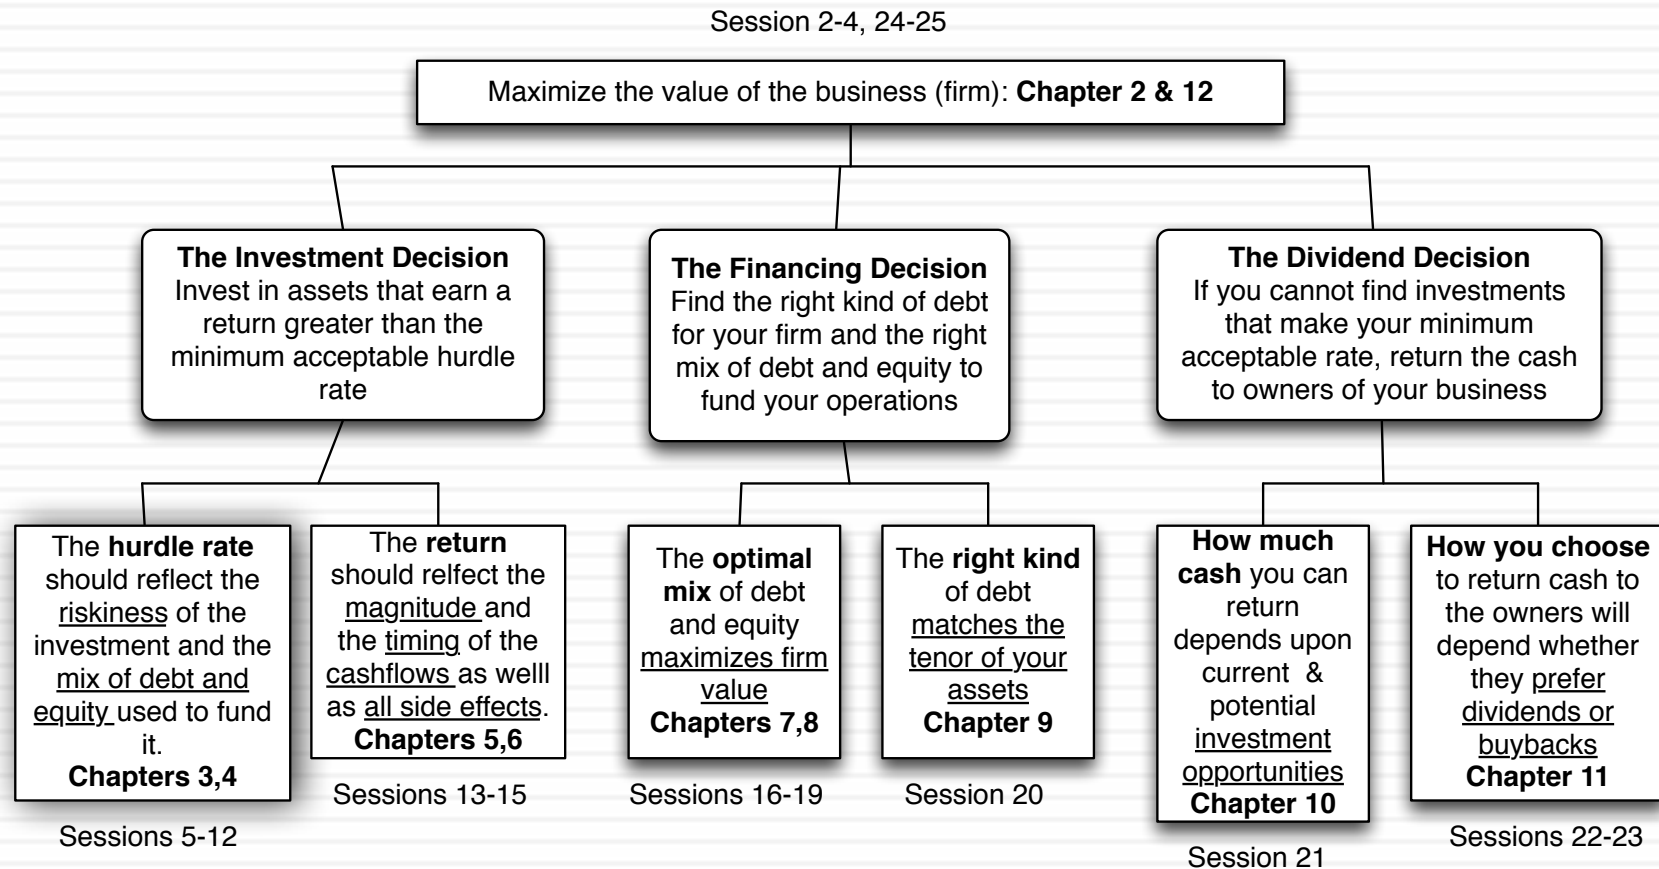 Session 2-4, 24-25
Maximize the value of the business (firm): Chapter 2 & 12
The Investment Decision
Invest in assets that earn a
return greater than the
minimum acceptable hurdle
rate
The Financing Decision
Find the right kind of debt
for your firm and the right
mix of debt and equity to
fund your operations
The Dividend Decision
If you cannot find investments
that make your minimum
acceptable rate, return the cash
to owners of your business
The hurdle rate
should reflect the
riskiness of the
investment and the
mix of debt and
equity used to fund
it.
Chapters 3,4
Sessions 5-12
The return
should relfect the
magnitude and
the timing of the
cashflows as welll
as all side effects.
Chapters 5,6
Sessions 13-15
The optimal
mix of debt
and equity
maximizes firm
value
Chapters 7,8
Sessions 16-19
The right kind
of debt
matches the
tenor of your
assets
Chapter 9
Session 20
How much
cash you can
return
depends upon
current &
potential
investment
opportunities
Chapter 10
Session 21
How you choose
to return cash to
the owners will
depend whether
they prefer
dividends or
buybacks
Chapter 11
Sessions 22-23